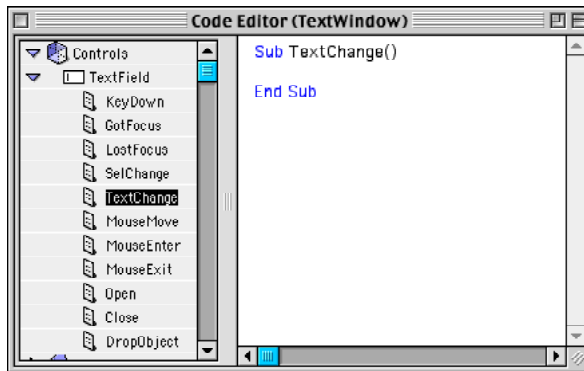 Code Editor (TextWindow)
Controls
TextField
KeyDown
GotFocus
LostFocus
SelChange
TextChange
MouseMove
MouseEnter
MouseExit
Open
Close
DropObject
Sub TextChange()
End Sub